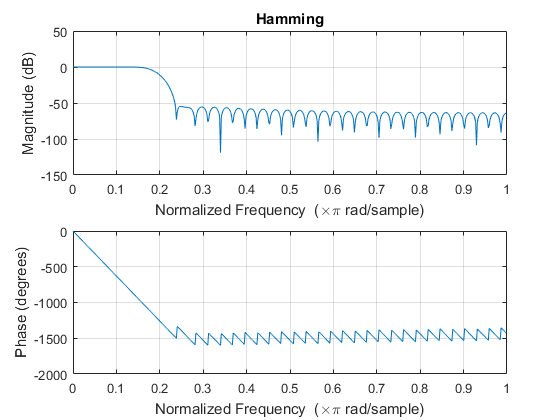 Hamming
50
0
-50
-100
-150
Magnitude (dB)
0 0.1 0.2 0.3 0.4 0.5 0.6 0.7 0.8 0.9 1
Normalized Frequency (×π rad/sample)
0
-500
-1000
-1500
-2000
Phase (degrees)
0 0.1 0.2 0.3 0.4 0.5 0.6 0.7 0.8 0.9 1
Normalized Frequency (×π rad/sample)